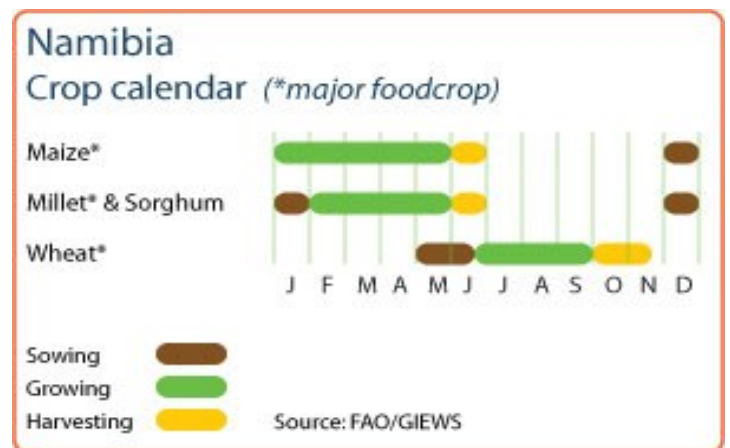 Namibia
Crop calendar (*major foodcrop)
Maize*
Millet* & Sorghum
Wheat*
J F M A M J J A S O N D
Sowing
Growing
Harvesting
Source: FAO/GIEWS